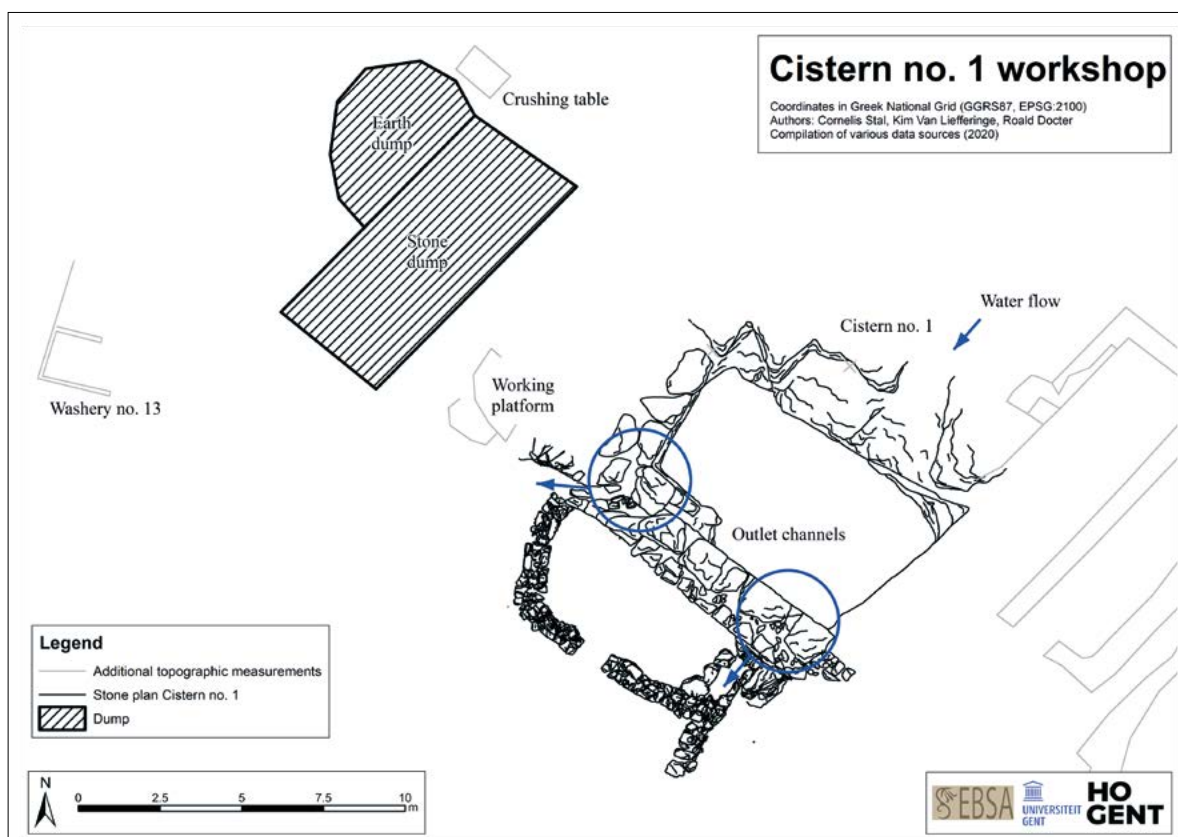 Cistern no. 1 workshop
Coordinates in Greek National Grid (GGRS87, EPSG:2100)
Authors: Cornelis Stal, Kim Van Liefferinge, Roald Docter
Compilation of various data sources (2020)
Crushing table
Earth
dump
Stone
dump
Water flow
Cistern no. 1
Working
platform
Washery no. 13
Outlet channels
Legend
Additional topographic measurements
Stone plan Cistern no. 1
Dump
N
0 2.5 5 7.5 10
m
EBSA
UNIVERSITEIT
GENT
HO
GENT